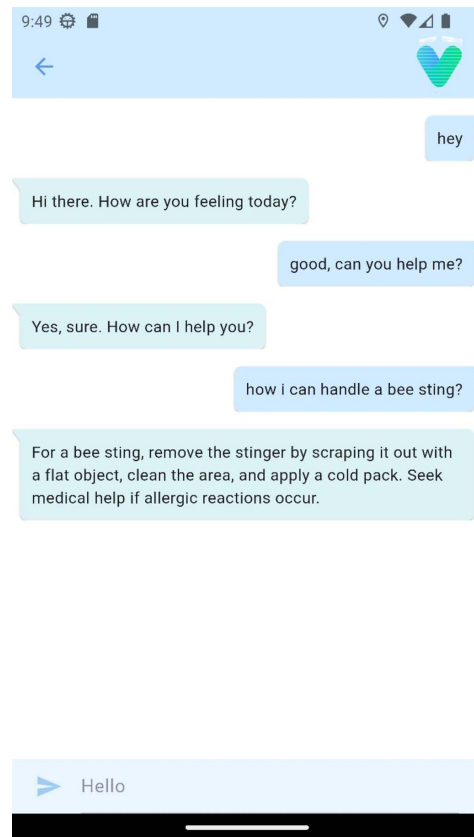 9:49
hey
Hi there. How are you feeling today?
good, can you help me?
Yes, sure. How can I help you?
how i can handle a bee sting?
For a bee sting, remove the stinger by scraping it out with
a flat object, clean the area, and apply a cold pack. Seek
medical help if allergic reactions occur.
Hello